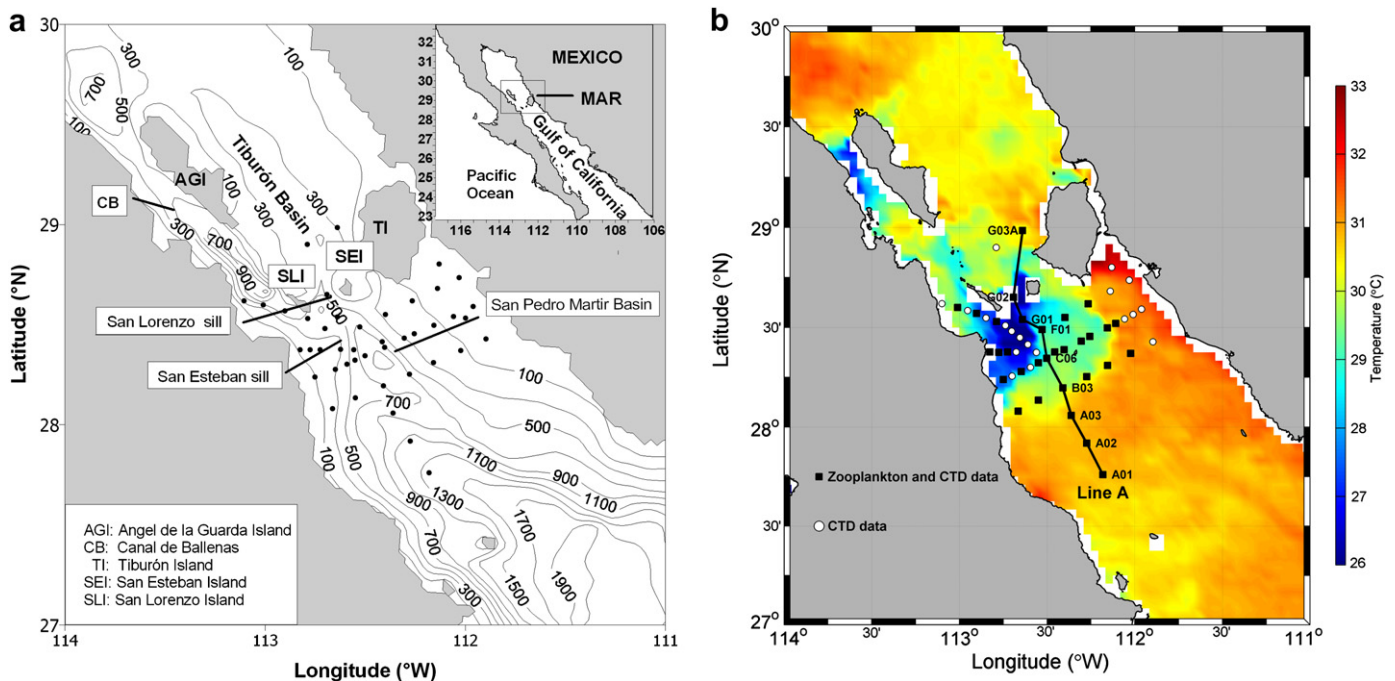 a
30
29
28
27
Latitude (°N)
114
113
112
111
Longitude (°W)
300
100
700
500
300
100
100
AGI
Tiburón Basin
100
300
300
CB
300
700
900
TI
SEI
SLI
500
San Lorenzo sill
San Esteban sill
San Pedro Martir Basin
100
700
500
100
500
1100
900
1100
900
1300
700
1700
1500
1900
300
AGI: Angel de la Guarda Island
CB: Canal de Ballenas
TI: Tiburón Island
SEI: San Esteban Island
SLI: San Lorenzo Island
32
31
30
29
28
27
26
25
24
23
116
114
112
110
108
106
MEXICO
MAR
Gulf of California
Pacific
Ocean
b
30°
30'
29°
30'
28°
30'
27°
Latitude (°N)
114°
30'
113°
30'
112°
30'
111°
Longitude (°W)
G03A
G02
G01
F01
C06
B03
A03
A02
A01
Line A
Zooplankton and CTD data
CTD data
33
32
31
30
29
28
27
26
Temperature (°C)